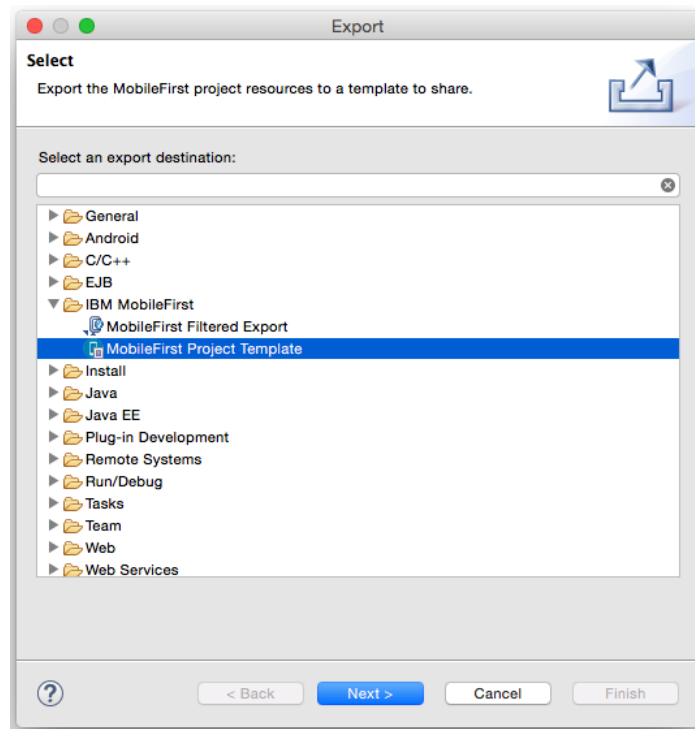 Export
Select
Export the MobileFirst project resources to a template to share.
Select an export destination:
General
Android
C/C++
EJB
IBM MobileFirst
MobileFirst Filtered Export
MobileFirst Project Template
Install
Java
Java EE
Plug-in Development
Remote Systems
Run/Debug
Tasks
Team
Web
Web Services
? < Back Next > Cancel Finish